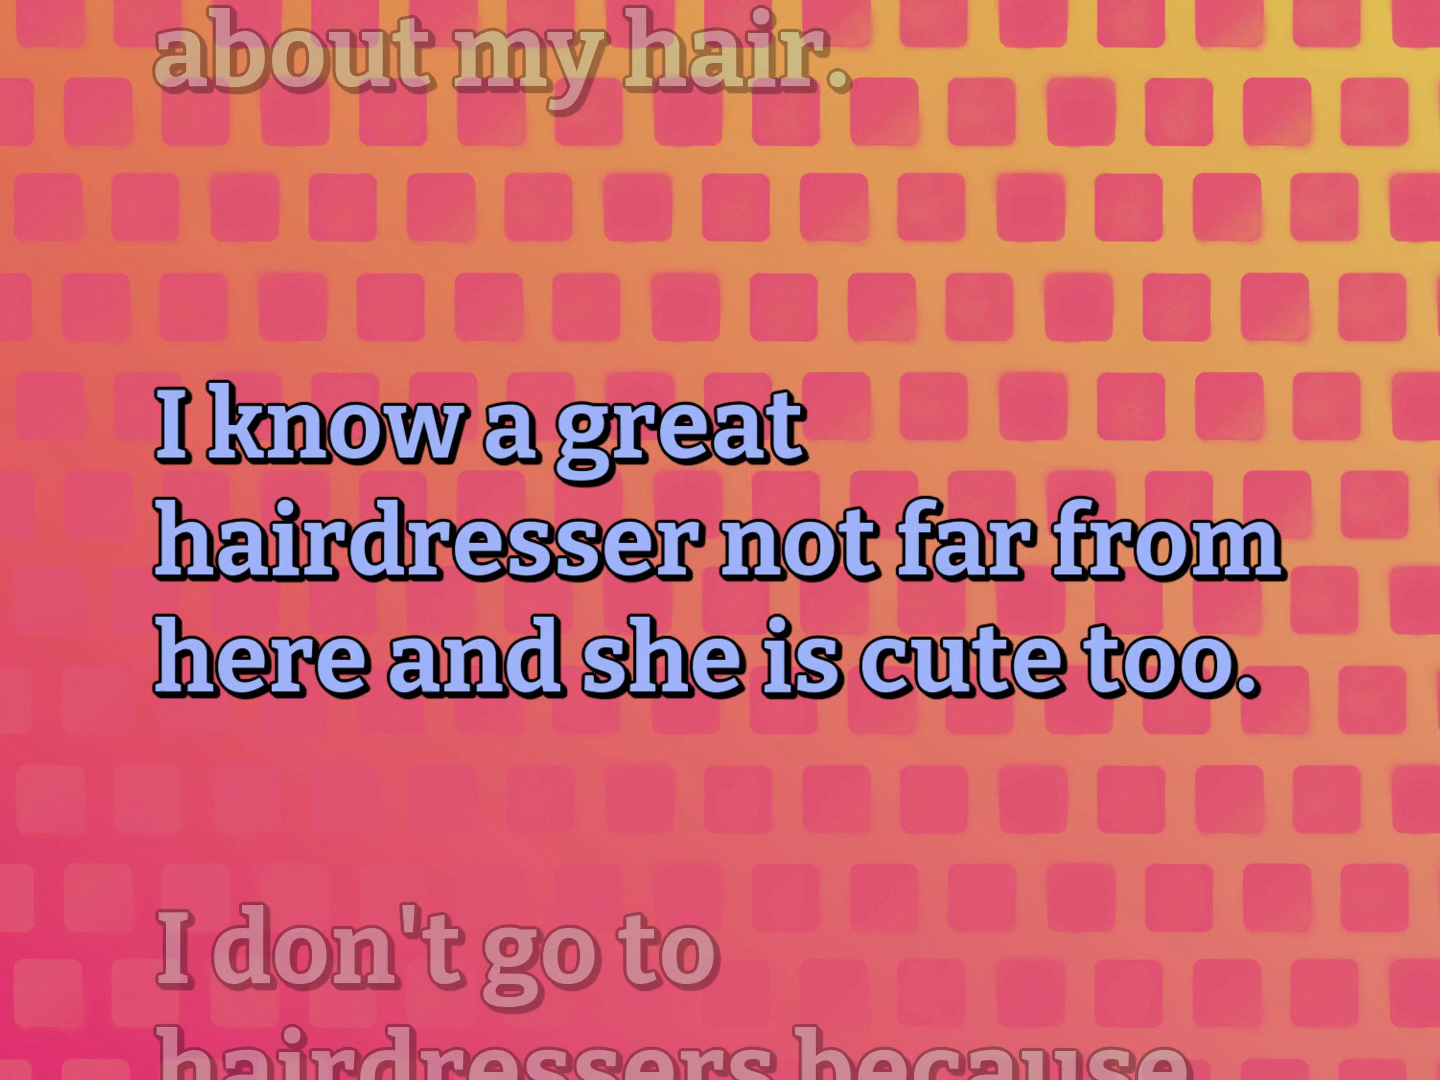 about my hair.
I know a great
hairdresser not far from
here and she is cute too.
I don't go to
hairdressers because